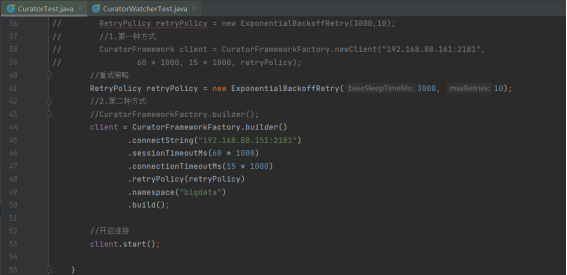 CuratorTest.java × CuratorWatcherTest.java ×
36 // RetryPolicy retryPolicy = new ExponentialBackoffRetry(3000,10);
37 // //1.第一种方式
38 // CuratorFramework client = CuratorFrameworkFactory.newClient("192.168.88.161:2181",
39 // 60 * 1000, 15 * 1000, retryPolicy);
40 //重试策略
41 RetryPolicy retryPolicy = new ExponentialBackoffRetry( baseSleepTimeMs: 3000, maxRetries: 10);
42 //2.第二种方式
43 //CuratorFrameworkFactory.builder();
44 client = CuratorFrameworkFactory.builder()
45 .connectString("192.168.88.151:2181")
46 .sessionTimeoutMs(60 * 1000)
47 .connectionTimeoutMs(15 * 1000)
48 .retryPolicy(retryPolicy)
49 .namespace("bigdata")
50 .build();
51
52 //开启连接
53 client.start();
54
55 }